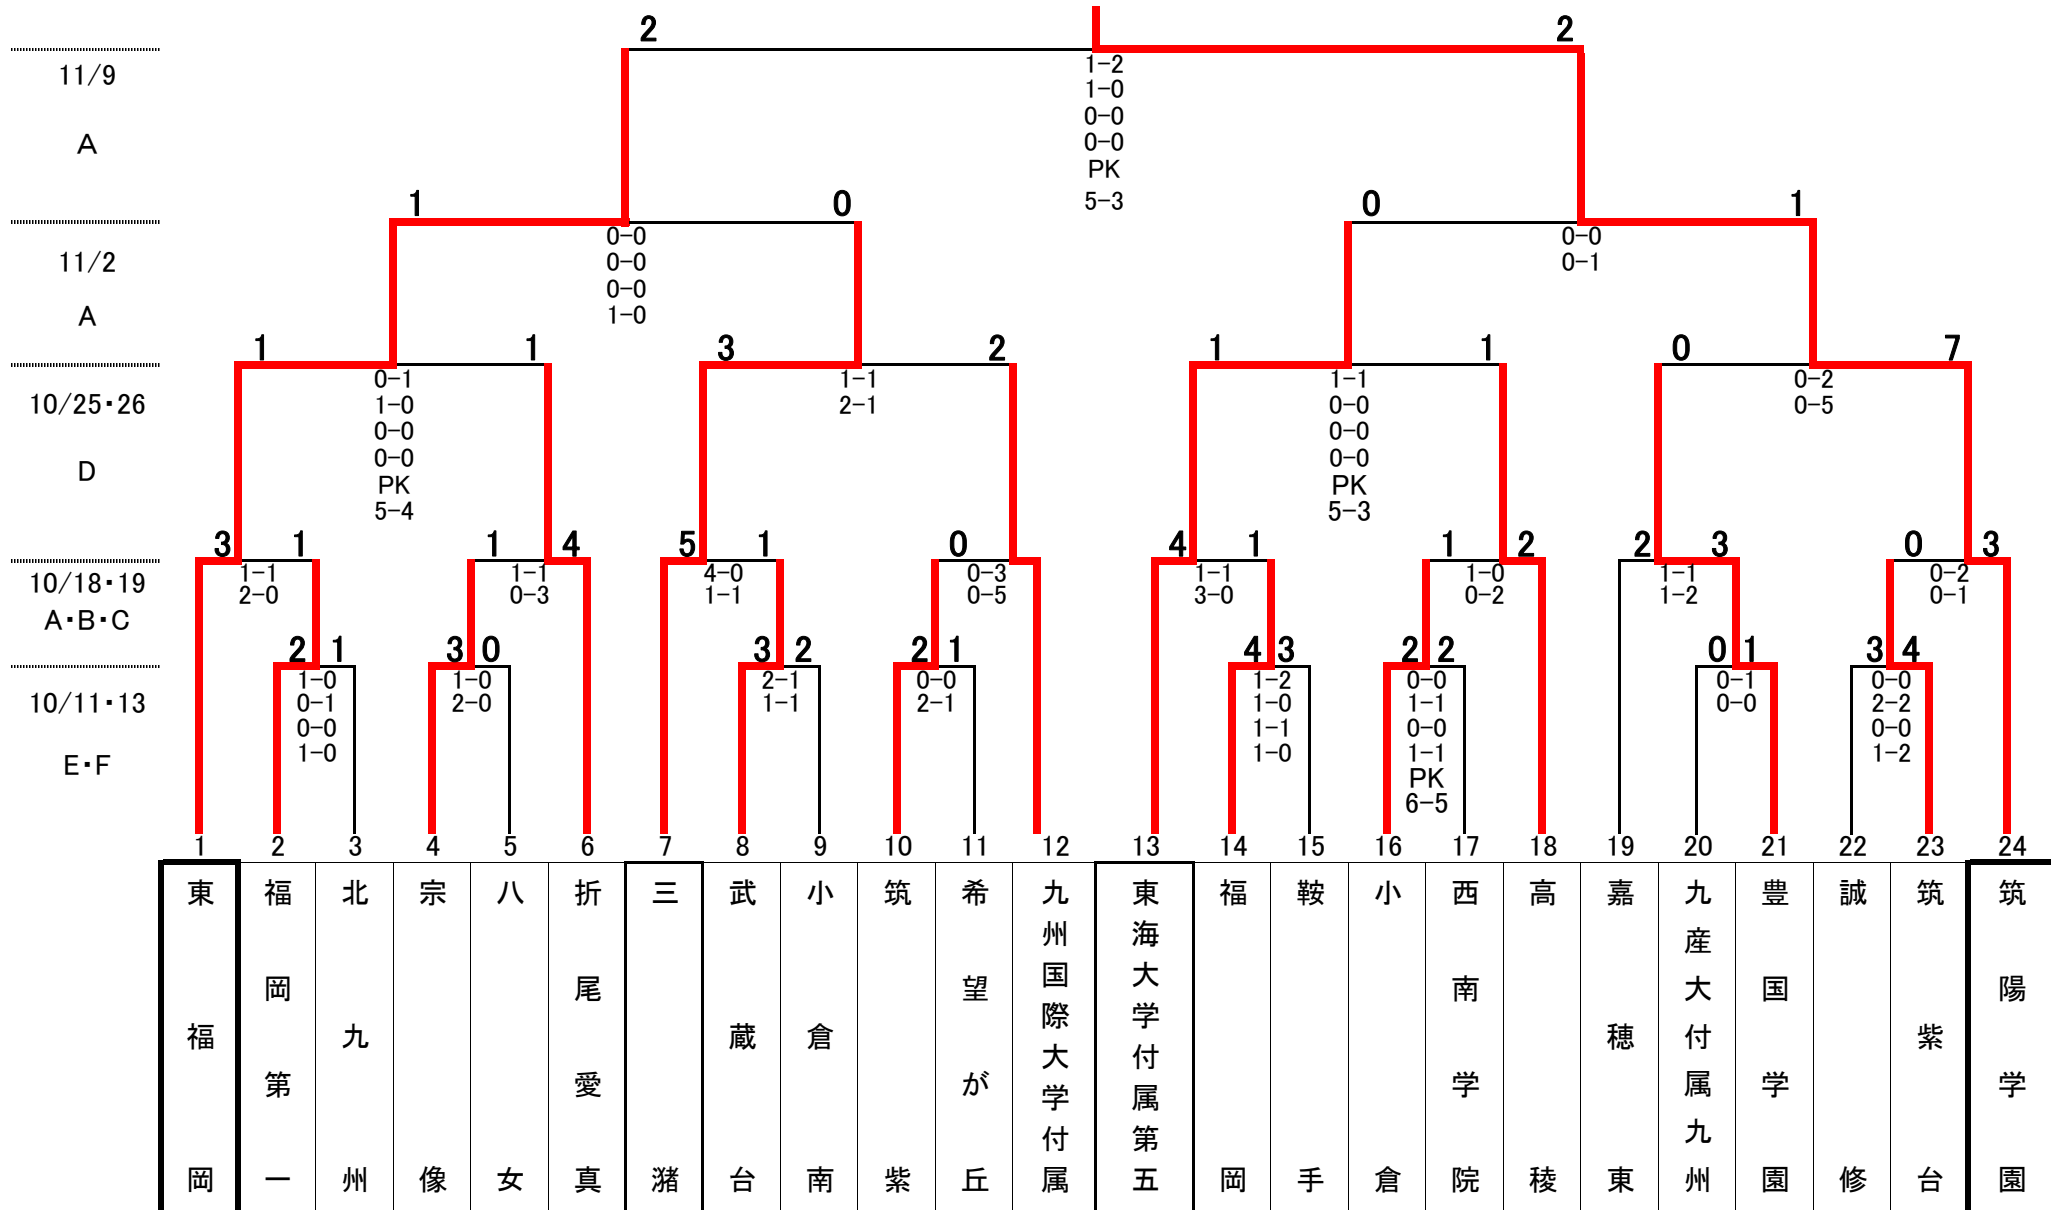 2 2
11/9
A
1-2
1-0
0-0
0-0
PK
5-3
1 0 0 1
11/2
A
0-0
0-0
0-0
1-0
0-0
0-1
1 1 3 2 1 1 0 7
10/25・26
D
0-1
1-0
0-0
0-0
PK
5-4
1-1
2-1
1-1
0-0
0-0
0-0
PK
5-3
0-2
0-5
3 1 1 4 5 1 0 4 1 1 2 2 3 0 3
10/18・19
A・B・C
1-1
2-0
1-1
0-3
4-0
1-1
0-3
0-5
1-1
3-0
1-0
0-2
1-1
1-2
0-2
0-1
2 1 3 0 3 2 2 1 4 3 2 2 0 1 3 4
10/11・13
E・F
1-0
0-1
0-0
1-0
1-0
2-0
2-1
1-1
0-0
2-1
1-2
1-0
1-1
1-0
0-0
1-1
0-0
1-1
PK
6-5
0-1
0-0
0-0
2-2
0-0
1-2
1 2 3 4 5 6 7 8 9 10 11 12 13 14 15 16 17 18 19 20 21 22 23 24
東福岡
福岡第一
北九州
宗像
八女
折尾愛真
三潴
武蔵台
小倉南
筑紫
希望が丘
九州国際大学付属
東海大学付属第五
福岡
鞍手
小倉
西南学院
高稜
嘉穂東
九産大付属九州
豊国学園
誠修
筑紫台
筑陽学園